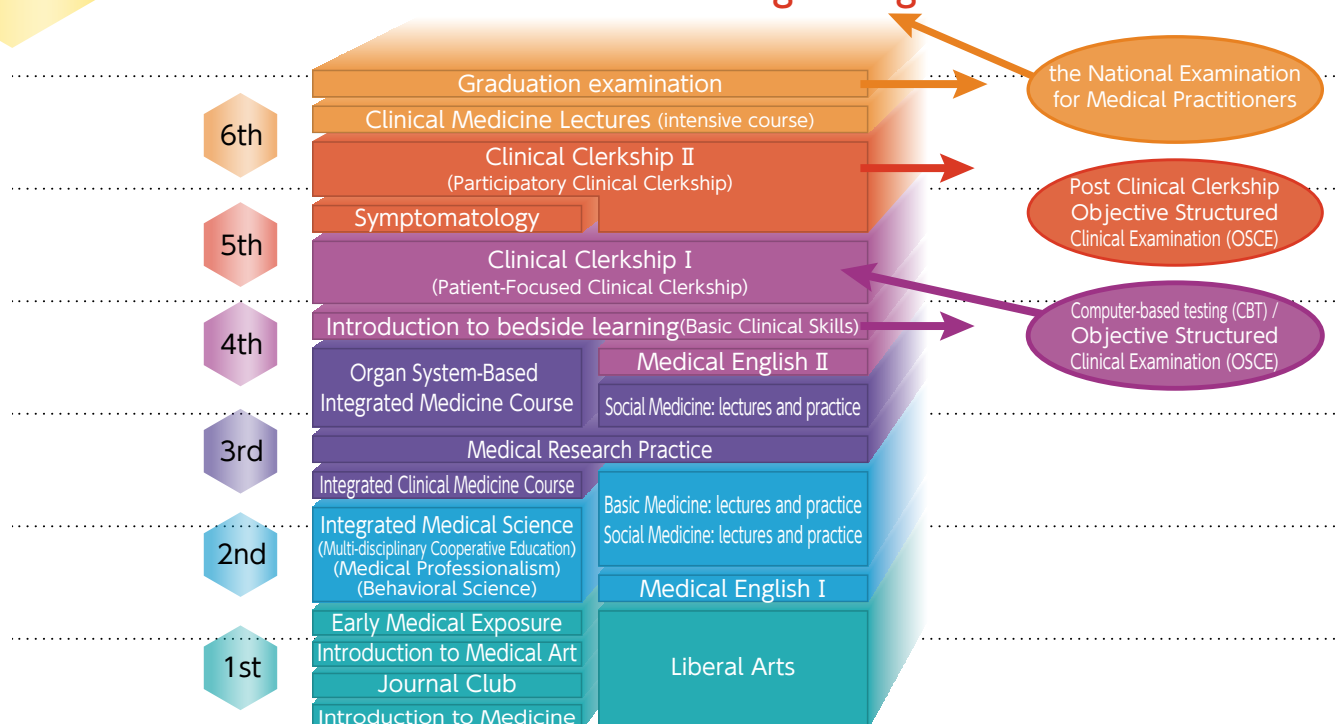 Graduation examination
the National Examination
for Medical Practitioners
6th
Clinical Medicine Lectures (intensive course)
Clinical Clerkship Ⅱ
(Participatory Clinical Clerkship)
Post Clinical Clerkship
Objective Structured
Clinical Examination (OSCE)
Symptomatology
5th
Clinical Clerkship Ⅰ
(Patient-Focused Clinical Clerkship)
Computer-based testing (CBT) /
Objective Structured
Clinical Examination (OSCE)
Introduction to bedside learning(Basic Clinical Skills)
4th
Organ System-Based
Integrated Medicine Course
Medical English Ⅱ
Social Medicine: lectures and practice
3rd
Medical Research Practice
Integrated Clinical Medicine Course
Basic Medicine: lectures and practice
Social Medicine: lectures and practice
2nd
Integrated Medical Science
(Multi-disciplinary Cooperative Education)
(Medical Professionalism)
(Behavioral Science)
Medical English Ⅰ
Early Medical Exposure
1st
Introduction to Medical Art
Journal Club
Introduction to Medicine
Liberal Arts